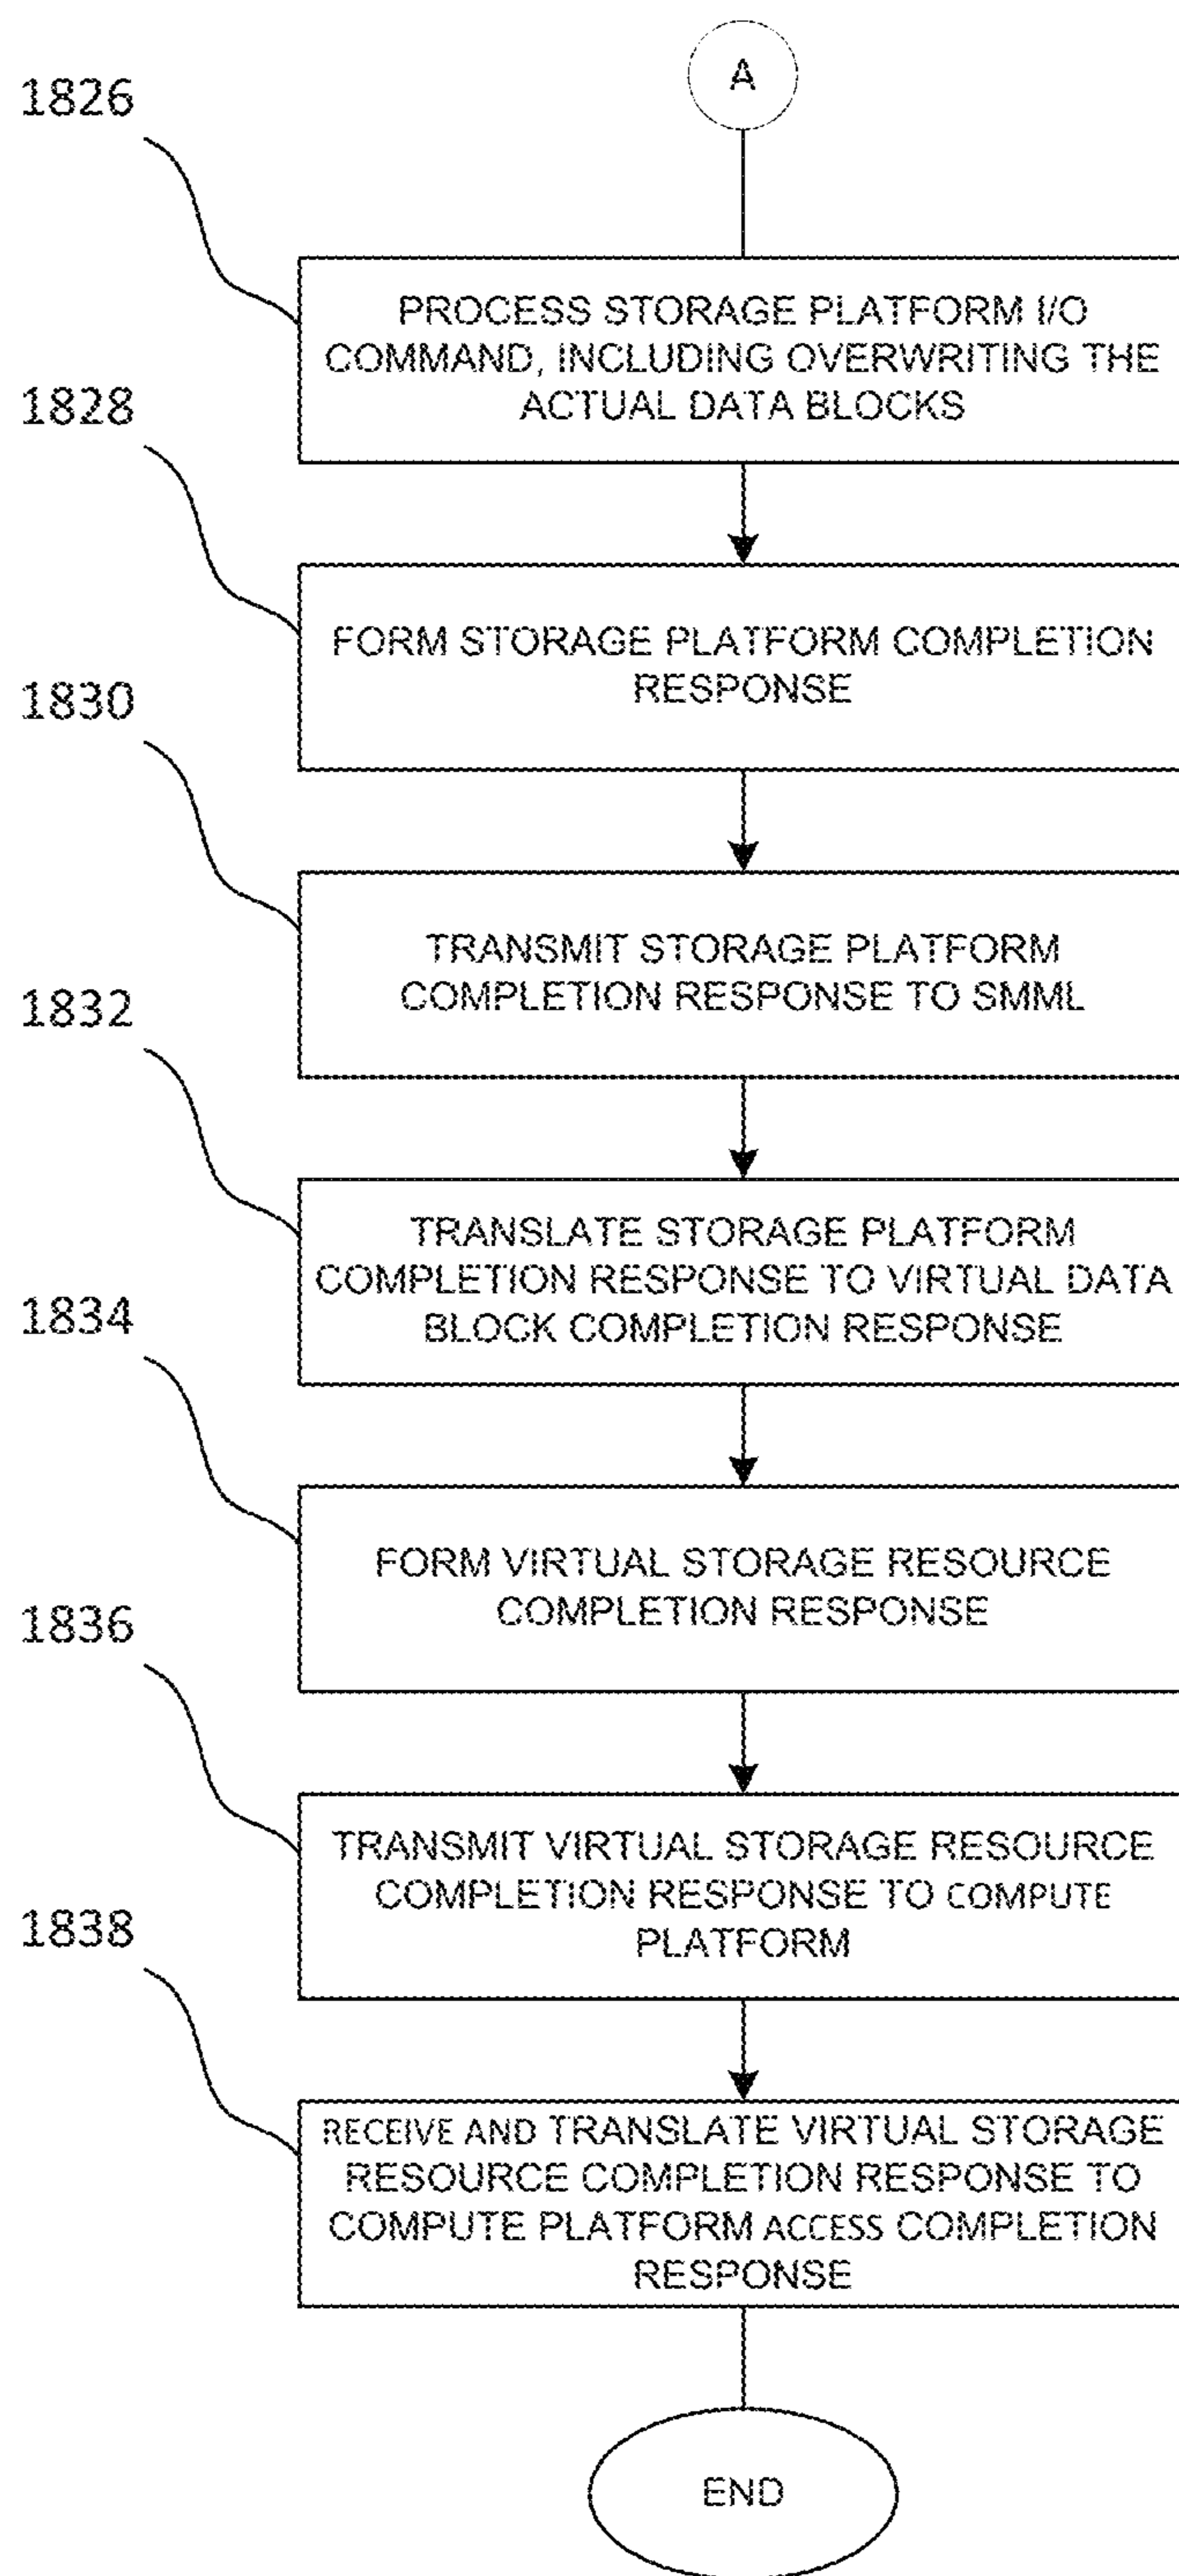 A
1826
PROCESS STORAGE PLATFORM I/O
COMMAND, INCLUDING OVERWRITING THE
ACTUAL DATA BLOCKS
1828
FORM STORAGE PLATFORM COMPLETION
RESPONSE
1830
TRANSMIT STORAGE PLATFORM
COMPLETION RESPONSE TO SMML
1832
TRANSLATE STORAGE PLATFORM
COMPLETION RESPONSE TO VIRTUAL DATA
BLOCK COMPLETION RESPONSE
1834
FORM VIRTUAL STORAGE RESOURCE
COMPLETION RESPONSE
1836
TRANSMIT VIRTUAL STORAGE RESOURCE
COMPLETION RESPONSE TO COMPUTE
PLATFORM
1838
RECEIVE AND TRANSLATE VIRTUAL STORAGE
RESOURCE COMPLETION RESPONSE TO
COMPUTE PLATFORM ACCESS COMPLETION
RESPONSE
END